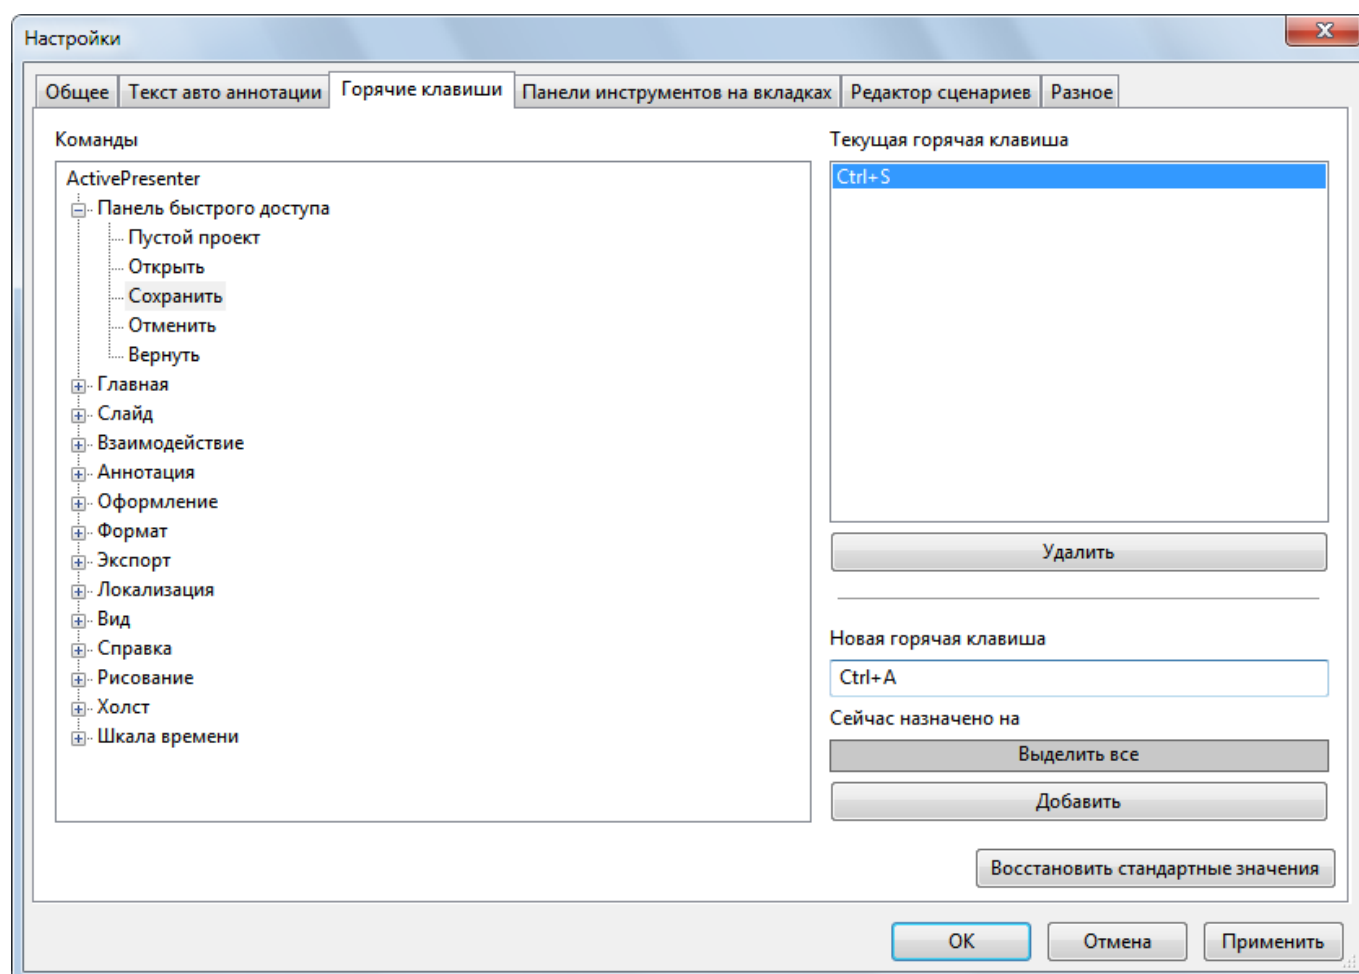 Настройки
Общее
Текст авто аннотации
Горячие клавиши
Панели инструментов на вкладках
Редактор сценариев
Разное
Команды
ActivePresenter
Панель быстрого доступа
Пустой проект
Открыть
Сохранить
Отменить
Вернуть
Главная
Слайд
Взаимодействие
Аннотация
Оформление
Формат
Экспорт
Локализация
Вид
Справка
Рисование
Холст
Шкала времени
Текущая горячая клавиша
Ctrl+S
Удалить
Новая горячая клавиша
Ctrl+A
Сейчас назначено на
Выделить все
Добавить
Восстановить стандартные значения
OK
Отмена
Применить